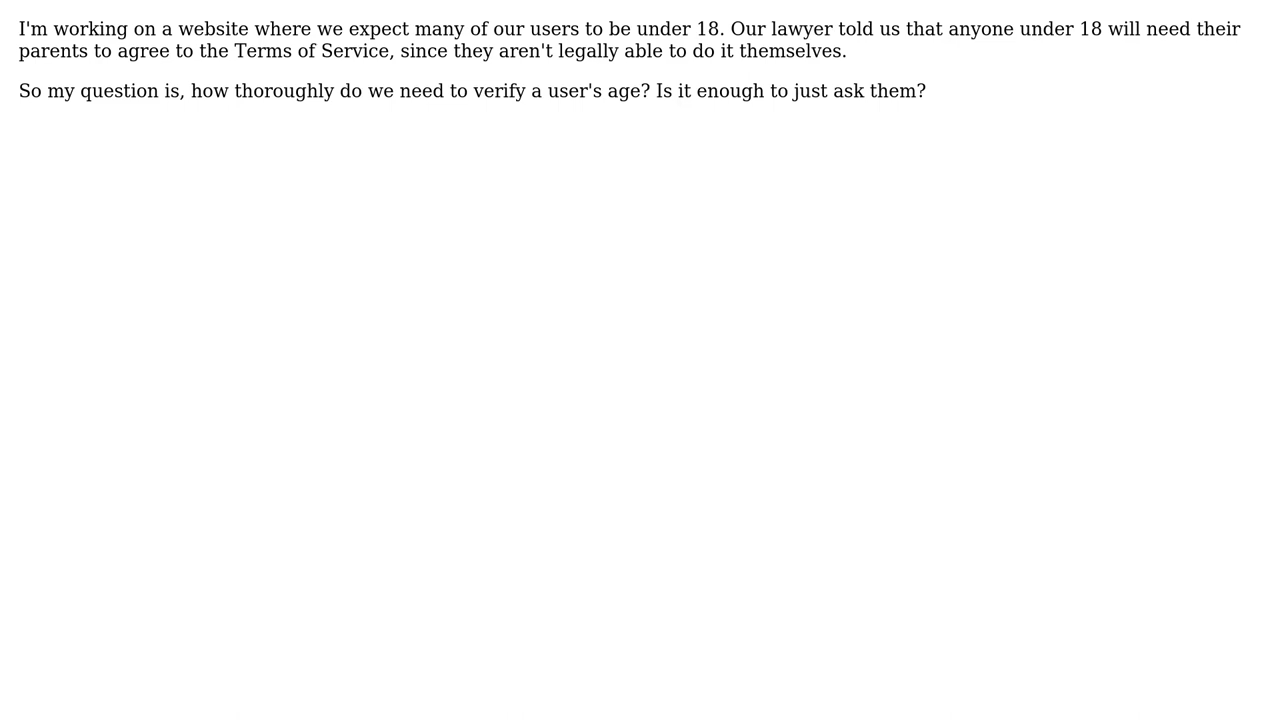 I'm working on a website where we expect many of our users to be under 18. Our lawyer told us that anyone under 18 will need their
parents to agree to the Terms of Service, since they aren't legally able to do it themselves.
So my question is, how thoroughly do we need to verify a user's age? Is it enough to just ask them?